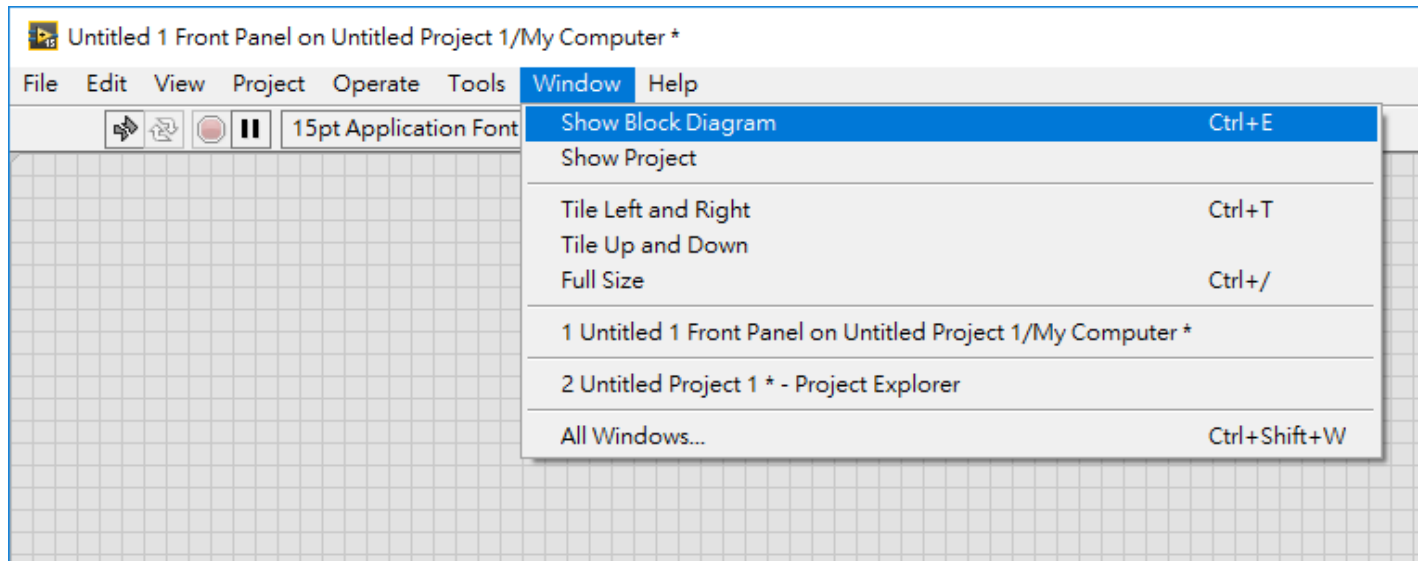 Untitled 1 Front Panel on Untitled Project 1/My Computer *
File Edit View Project Operate Tools Window Help
15pt Application Font
Show Block Diagram Ctrl+E
Show Project
Tile Left and Right Ctrl+T
Tile Up and Down
Full Size Ctrl+/
1 Untitled 1 Front Panel on Untitled Project 1/My Computer *
2 Untitled Project 1 * - Project Explorer
All Windows... Ctrl+Shift+W